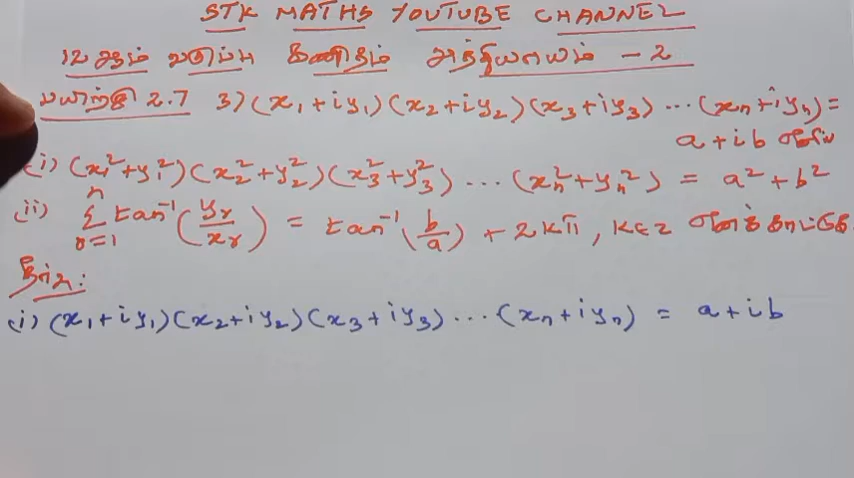 STK MATHS YOUTUBE CHANNEL
12 ஆம் வகுப்பு கணிதம் அத்தியாயம் - 2
பயிற்சி 2.7 3) (x₁+iy₁)(x₂+iy₂)(x₃+iy₃)...(xₙ+iyₙ)=
a+ib எனில்
(i) (x₁²+y₁²)(x₂²+y₂²)(x₃²+y₃²)...(xₙ²+yₙ²) = a²+b²
(ii) ∑ⁿᵣ₌₁ tan⁻¹(yᵣ/xᵣ) = tan⁻¹(b/a) + 2kπ, k∈z எனக் காட்டுக
தீர்வு:
(i) (x₁+iy₁)(x₂+iy₂)(x₃+iy₃)...(xₙ+iyₙ) = a+ib